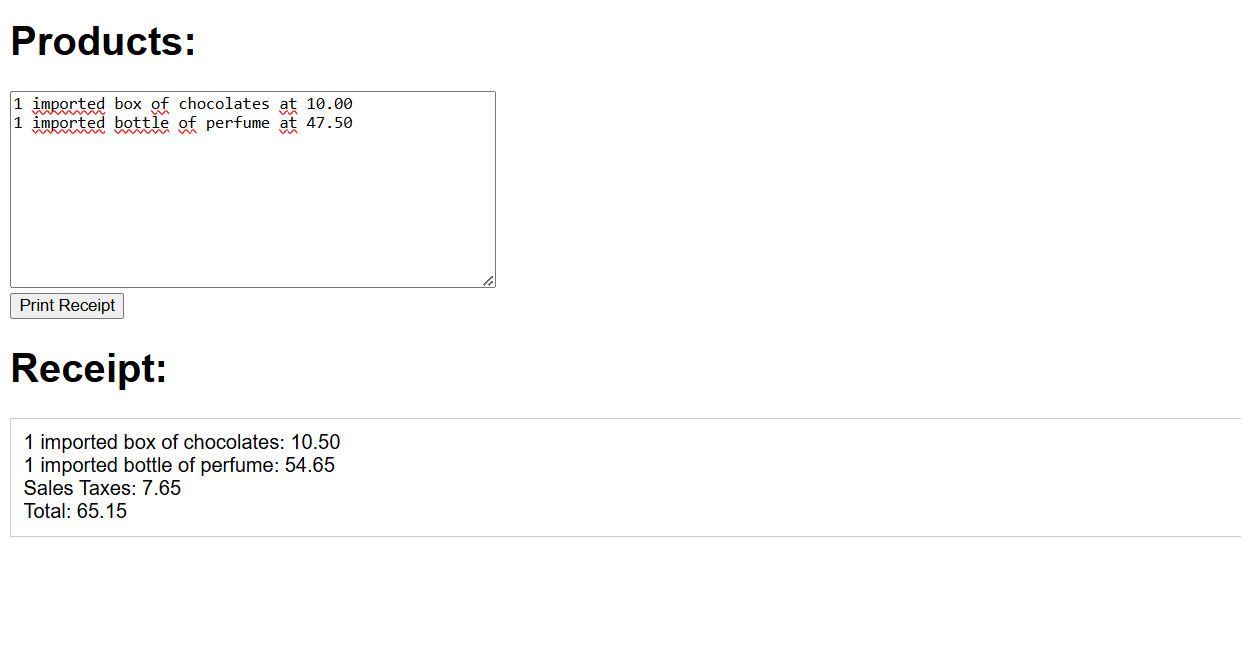 Products:
1 imported box of chocolates at 10.00
1 imported bottle of perfume at 47.50
Print Receipt
Receipt:
1 imported box of chocolates: 10.50
1 imported bottle of perfume: 54.65
Sales Taxes: 7.65
Total: 65.15